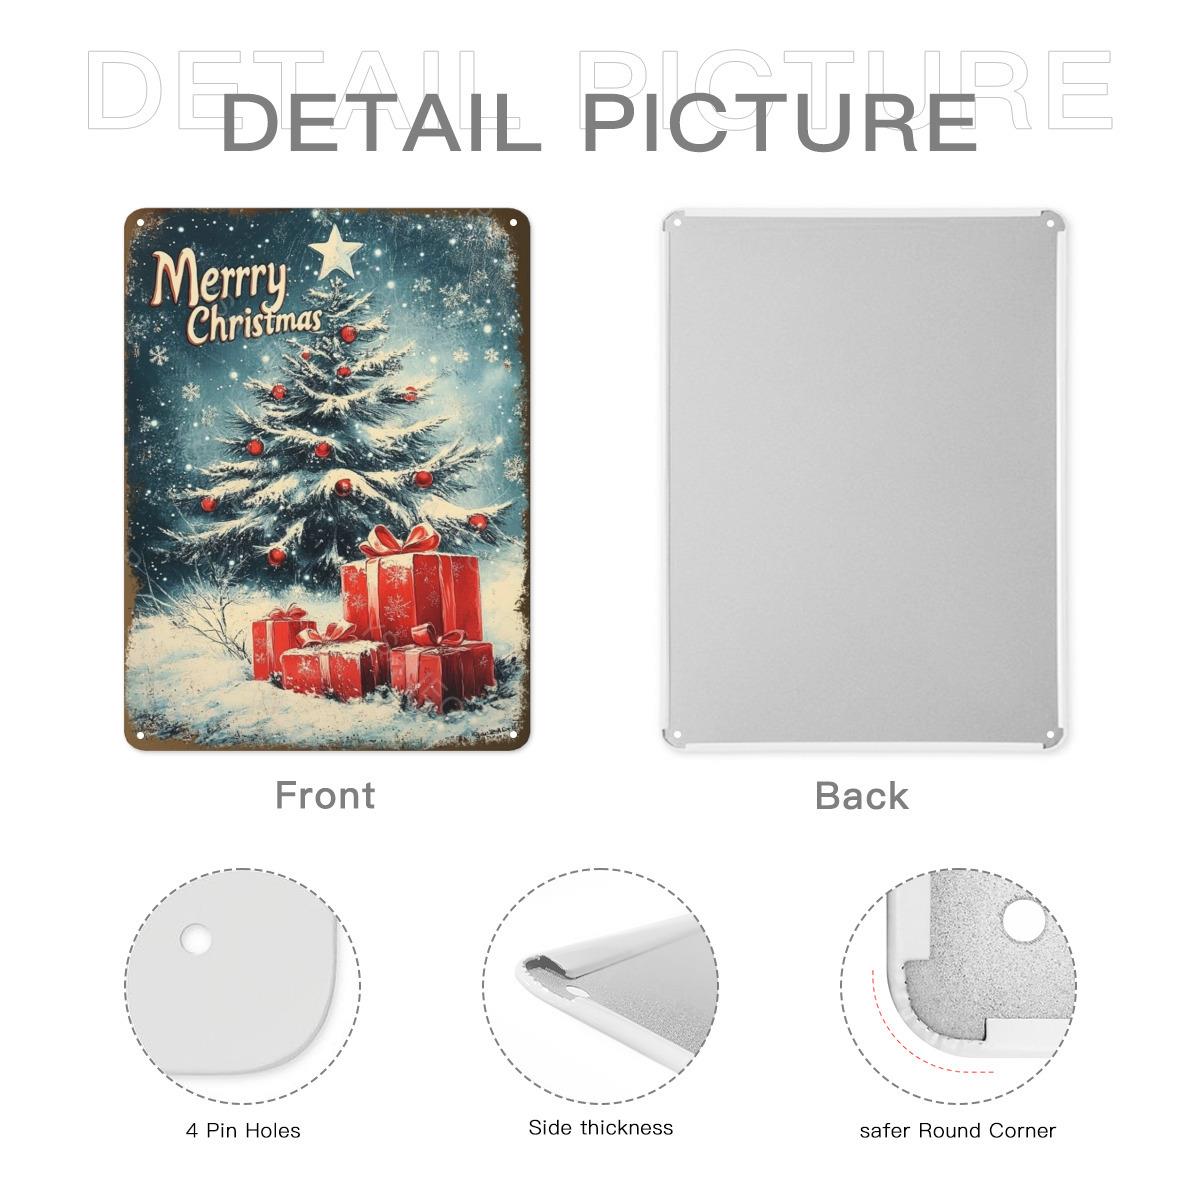 DETAIL PICTURE
DETAIL PICTURE
Merrry
Christmas
Front
Back
4 Pin Holes
Side thickness
safer Round Corner